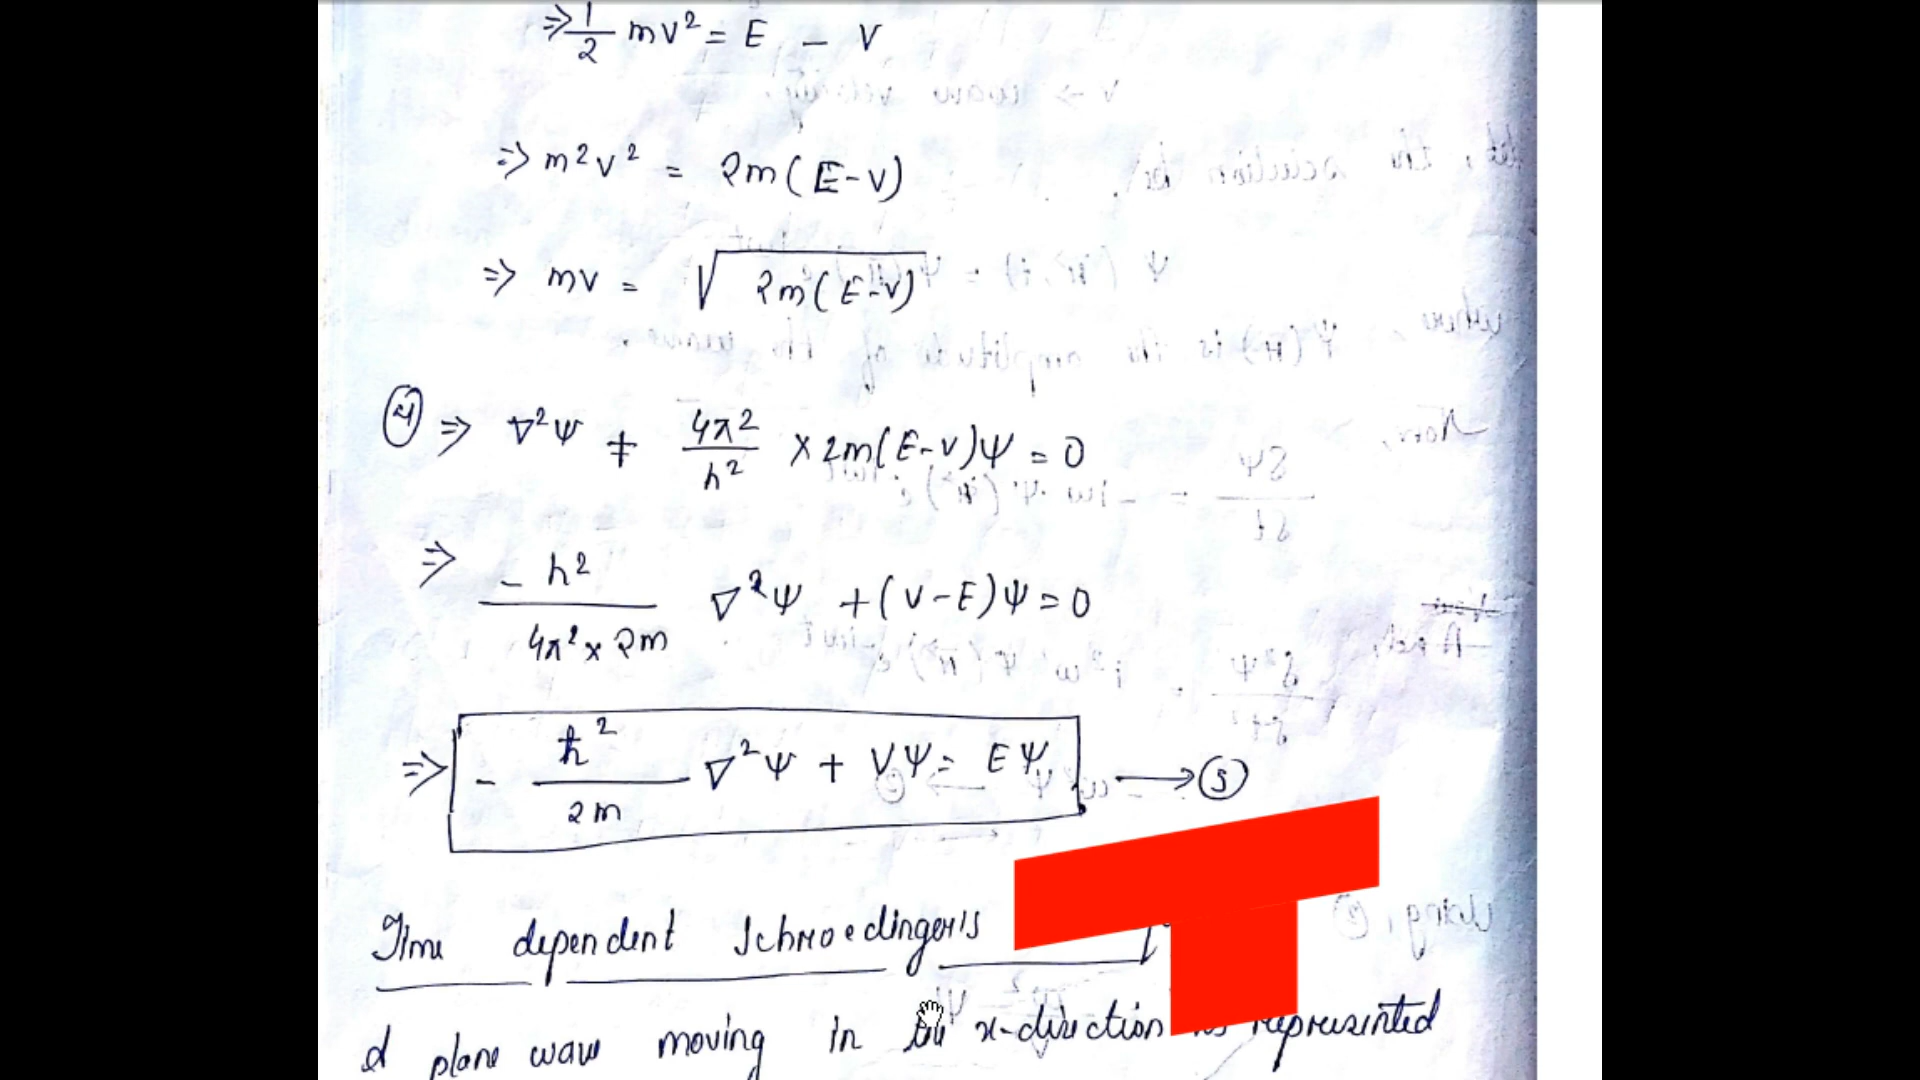 ⇒ 1/2 mv² = E - V
⇒ m²v² = 2m(E-V)
⇒ mv = √2m(E-V)
④ ⇒ ∇²Ψ + 4π²/h² × 2m(E-V)Ψ = 0
⇒ -h²/4π²×2m ∇²Ψ + (V-E)Ψ = 0
⇒ -ħ²/2m ∇²Ψ + VΨ = EΨ → ⑤
Time dependent Schroedinger's
A plane wave moving in the x-direction is represented